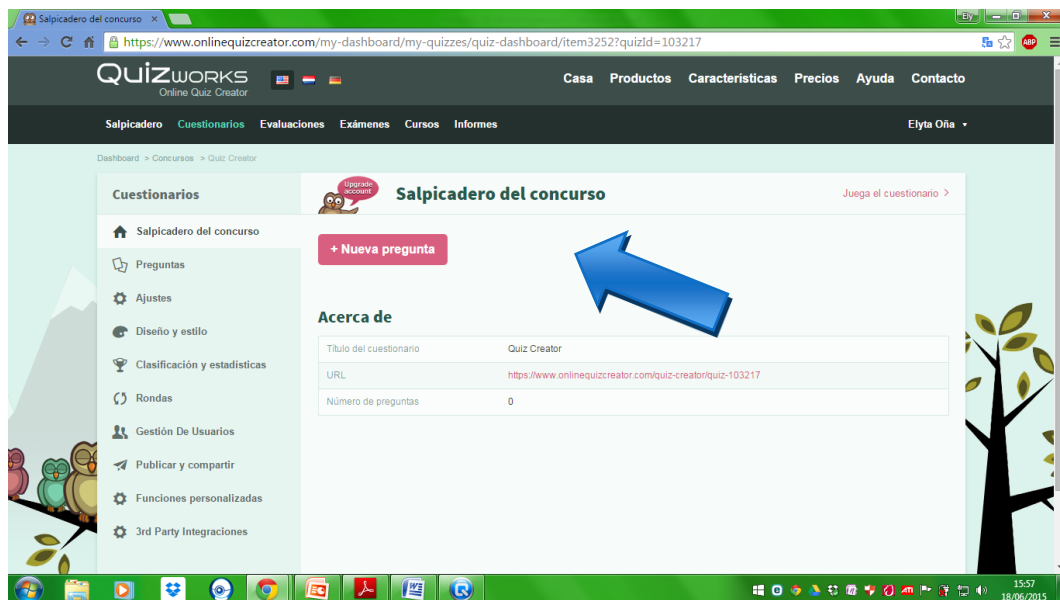 Salpicadero del concurso
Ely
https://www.onlinequizcreator.com/my-dashboard/my-quizzes/quiz-dashboard/item3252?quizId=103217
ABP
QuizWORKS
Online Quiz Creator
Casa Productos Características Precios Ayuda Contacto
Salpicadero Cuestionarios Evaluaciones Exámenes Cursos Informes
Elyta Oña
Dashboard > Concursos > Quiz Creator
Cuestionarios
Upgrade
account
Salpicadero del concurso
Juega el cuestionario >
Salpicadero del concurso
Preguntas
Ajustes
Diseño y estilo
Clasificación y estadísticas
Rondas
Gestión De Usuarios
Publicar y compartir
Funciones personalizadas
3rd Party Integraciones
+ Nueva pregunta
Acerca de
Título del cuestionario Quiz Creator
URL https://www.onlinequizcreator.com/quiz-creator/quiz-103217
Número de preguntas 0
15:57
18/06/2015